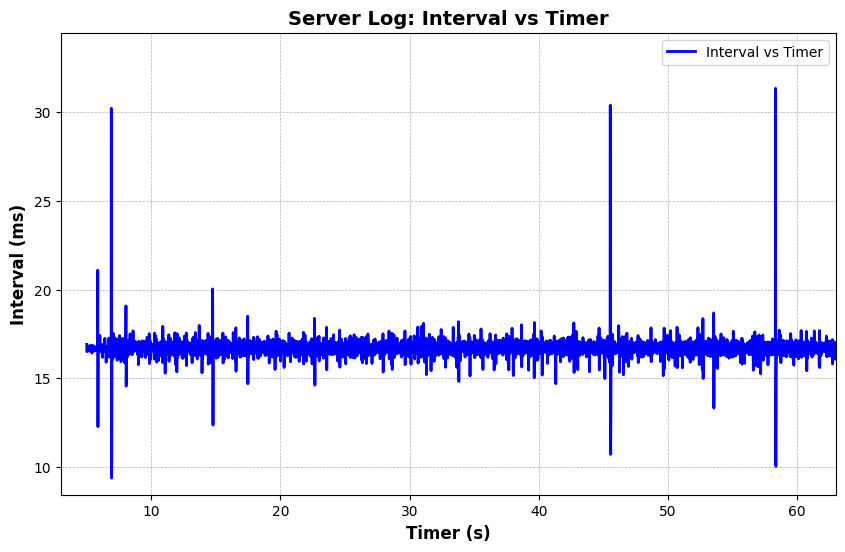 Server Log: Interval vs Timer
Interval vs Timer
Interval (ms)
30
25
20
15
10
10 20 30 40 50 60
Timer (s)